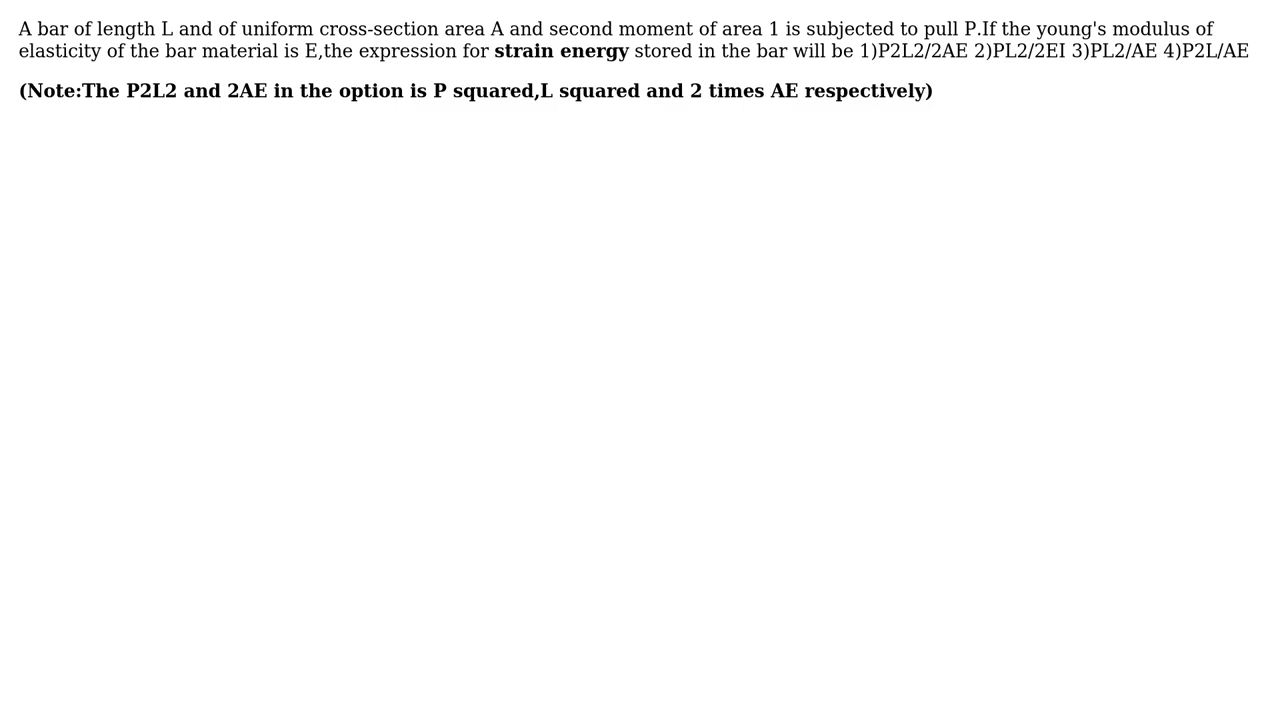 A bar of length L and of uniform cross-section area A and second moment of area 1 is subjected to pull P.If the young's modulus of
elasticity of the bar material is E,the expression for strain energy stored in the bar will be 1)P2L2/2AE 2)PL2/2EI 3)PL2/AE 4)P2L/AE
(Note:The P2L2 and 2AE in the option is P squared,L squared and 2 times AE respectively)